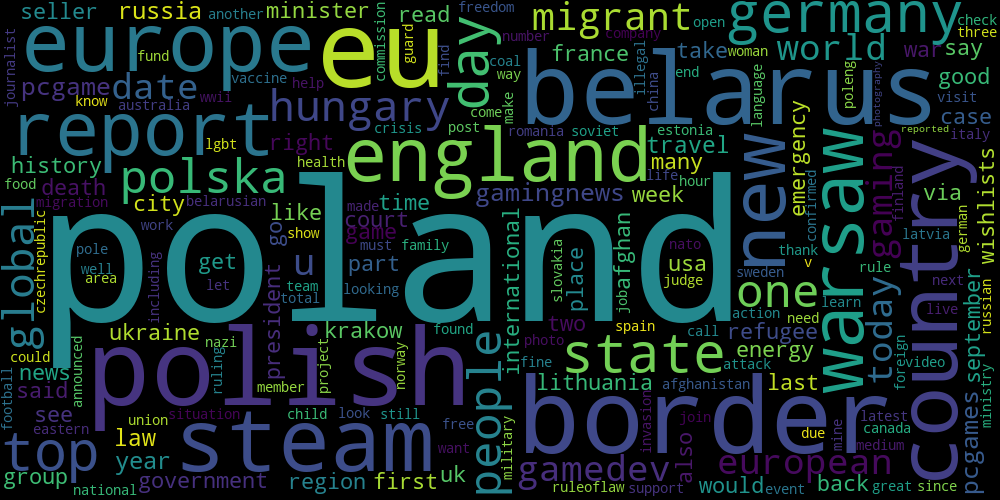 seller
russia
another
minister
read
freedom
migrant
germany
europe
eu
day
guard
commission
open
check
three
journalist
fund
vaccine
find
number
company
woman
france
take
world
war
say
pcgame
date
help
coal
way
end
illegal
china
language
good
know
australia
wwii
hungary
make
belarus
poleng
photography
visit
report
lgbt
right
crisis
post
come
romania
soviet
estonia
new
case
reported
italy
history
polska
health
england
travel
emergency
warsaw
gaming
country
food
death
migration
city
belarusian
made
time
gamingnews
life
hour
many
week
confirmed
finland
via
wishlists
global
czechrepublic
poland
like
court
game
must
family
international
job
afghan
nato
latvia
german
pole
work
go
show
place
usa
judge
thank
v
rule
well
area
including
get
let
president
u
team
total
part
looking
slovakia
sweden
one
action
need
learn
today
september
next
live
russian
ukraine
krakow
found
people
two
spain
call
refugee
foreign
could
news
announced
polish
nazi
ruling
project
norway
photo
state
energy
attack
video
ministry
football
said
see
member
fine
lithuania
afghanistan
last
pcgames
top
union
situation
child
look
still
free
border
invasion
join
latest
canada
eastern
law
steam
want
military
also
due
mine
medium
european
group
year
government
region
first
uk
gamedev
would
back
since
national
ruleoflaw
support
event
great